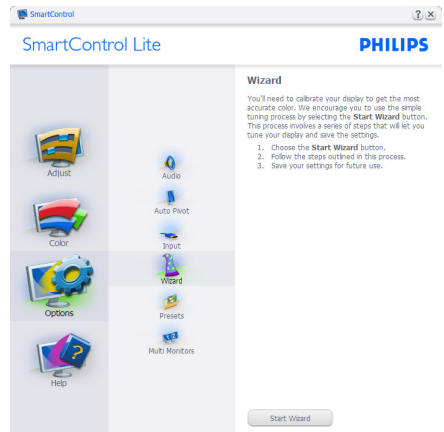 SmartControl
SmartControl Lite
PHILIPS
Adjust
Color
Options
Help
Audio
Auto Pivot
Input
Wizard
Presets
Multi Monitors
Wizard
You'll need to calibrate your display to get the most
accurate color. We encourage you to use the simple
tuning process by selecting the Start Wizard button.
This process involves a series of steps that will let you
tune your display and save the settings.
1. Choose the Start Wizard button.
2. Follow the steps outlined in this process.
3. Save your settings for future use.
Start Wizard